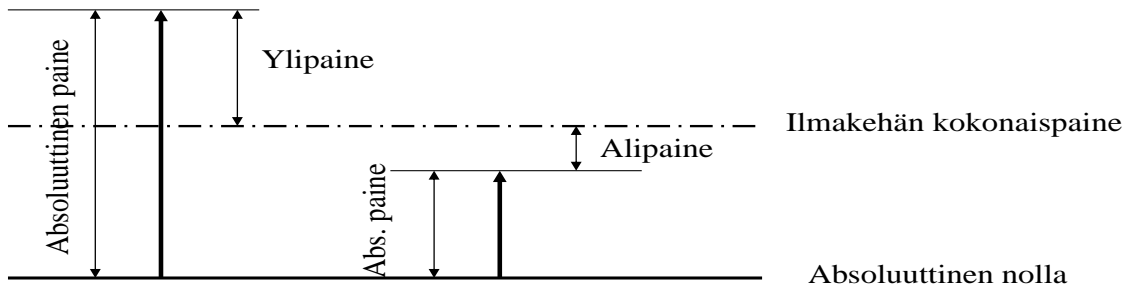 Absoluuttinen paine
Ylipaine
Ilmakehän kokonaispaine
Alipaine
Abs. paine
Absoluuttinen nolla